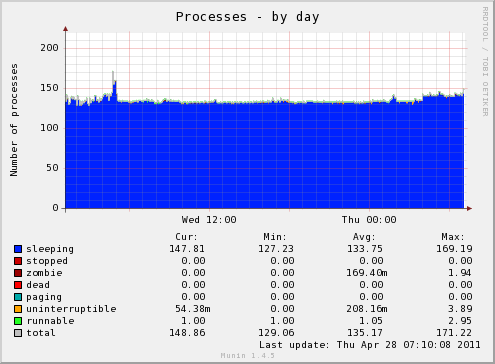 Processes - by day
RRDTOOL / TOBI OETIKER
Number of processes
200
150
100
50
0
Wed 12:00 Thu 00:00
Cur: Min: Avg: Max:
sleeping 147.81 127.23 133.75 169.19
stopped 0.00 0.00 0.00 0.00
zombie 0.00 0.00 169.40m 1.94
dead 0.00 0.00 0.00 0.00
paging 0.00 0.00 0.00 0.00
uninterruptible 54.38m 0.00 208.16m 3.89
runnable 1.00 1.00 1.05 2.95
total 148.86 129.06 135.17 171.22
Last update: Thu Apr 28 07:10:08 2011
Munin 1.4.5